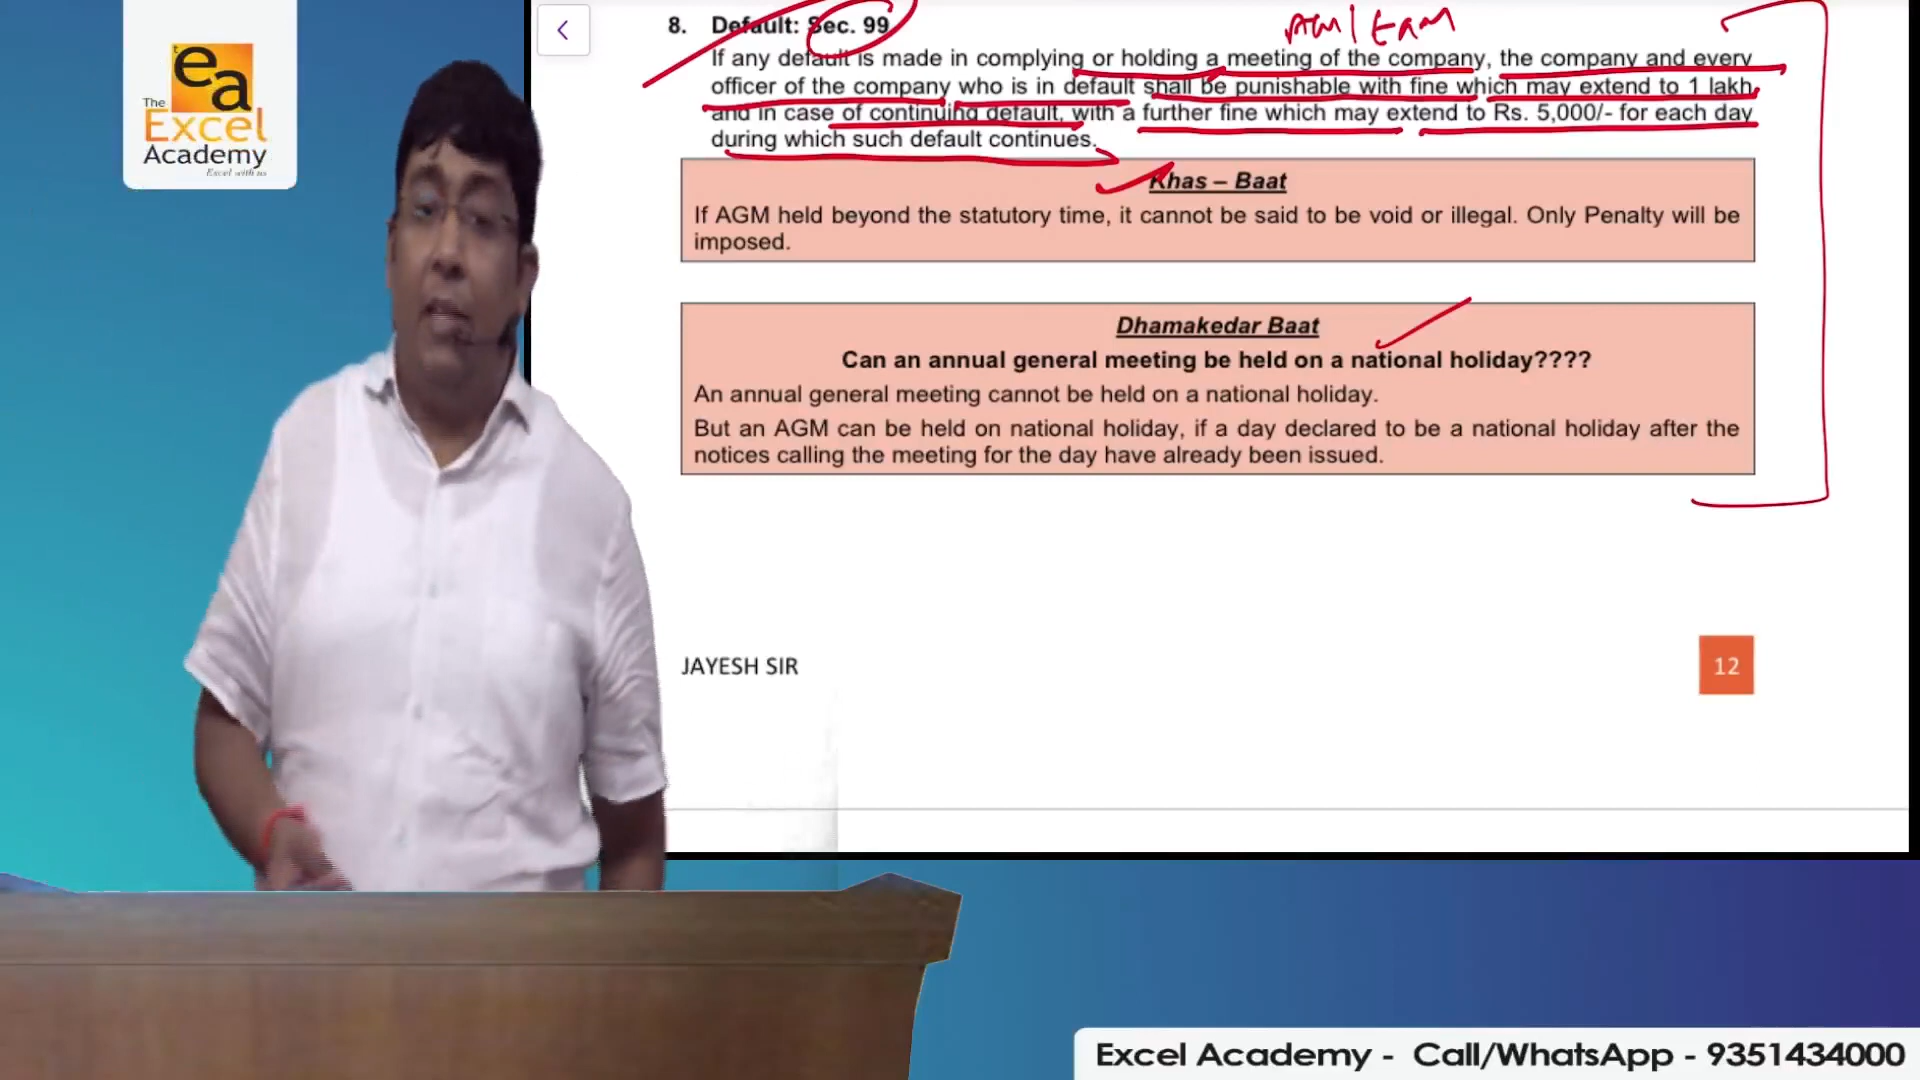 ea
The
Excel
Academy
Excel with us
AGM / EGM
8. Default: Sec. 99
If any default is made in complying or holding a meeting of the company, the company and every
officer of the company who is in default shall be punishable with fine which may extend to 1 lakh
and in case of continuing default, with a further fine which may extend to Rs. 5,000/- for each day
during which such default continues.
Khas – Baat
If AGM held beyond the statutory time, it cannot be said to be void or illegal. Only Penalty will be
imposed.
Dhamakedar Baat
Can an annual general meeting be held on a national holiday????
An annual general meeting cannot be held on a national holiday.
But an AGM can be held on national holiday, if a day declared to be a national holiday after the
notices calling the meeting for the day have already been issued.
JAYESH SIR
12
Excel Academy - Call/WhatsApp - 9351434000